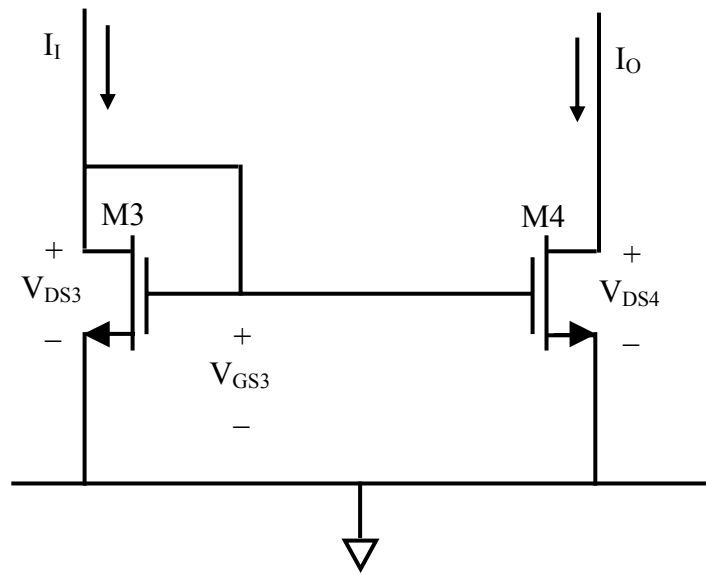 I_I
I_O
M3
M4
+
V_DS3
–
+
V_GS3
–
+
V_DS4
–